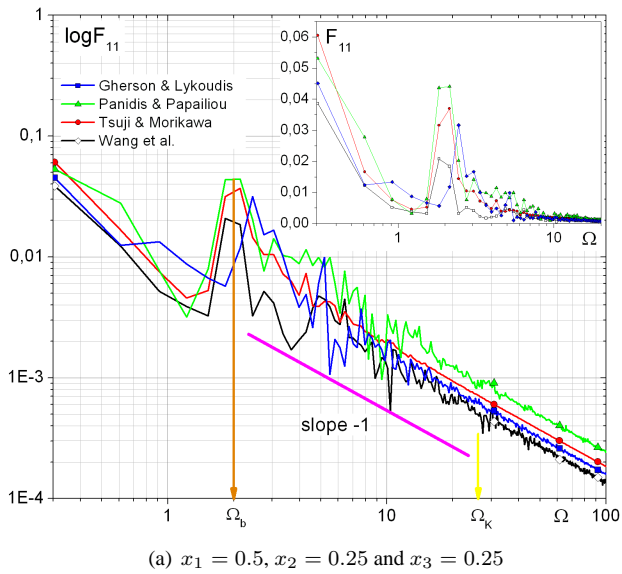 logF₁₁
Gherson & Lykoudis
Panidis & Papailiou
Tsuji & Morikawa
Wang et al.
1
0,1
0,01
1E-3
1E-4
F₁₁
0,06
0,05
0,04
0,03
0,02
0,01
0,00
1 10 Ω
slope -1
1 Ω_b 10 Ω_K Ω 100
(a) x₁ = 0.5, x₂ = 0.25 and x₃ = 0.25